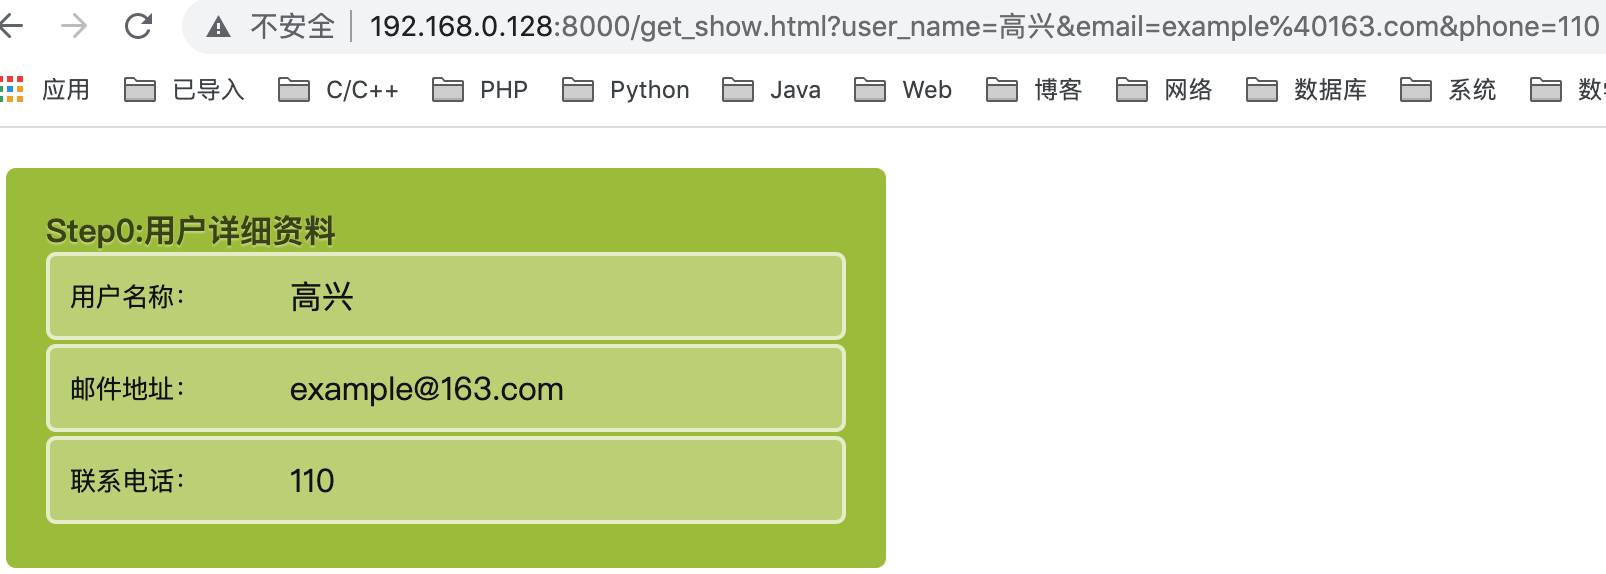 不安全 192.168.0.128:8000/get_show.html?user_name=高兴&email=example%40163.com&phone=110
应用 已导入 C/C++ PHP Python Java Web 博客 网络 数据库 系统
Step0:用户详细资料
用户名称： 高兴
邮件地址： example@163.com
联系电话： 110